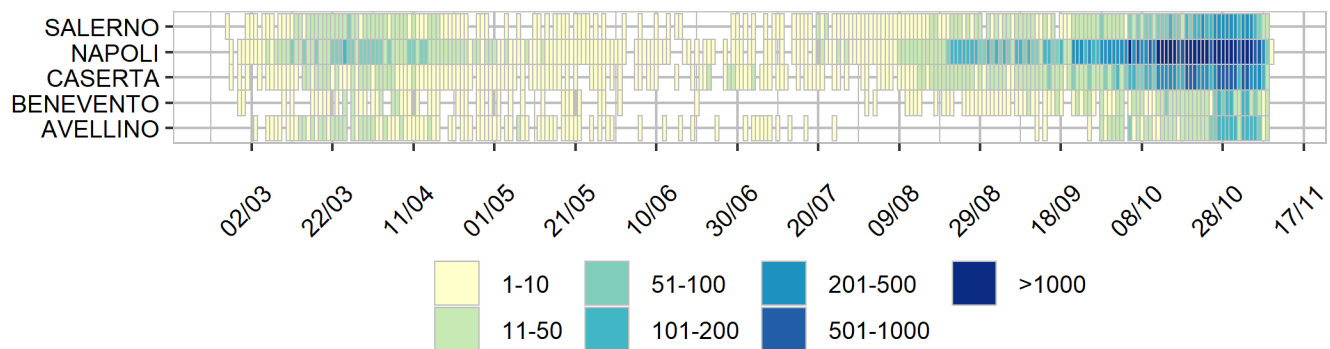 SALERNO
NAPOLI
CASERTA
BENEVENTO
AVELLINO
02/03 22/03 11/04 01/05 21/05 10/06 30/06 20/07 09/08 29/08 18/09 08/10 28/10 17/11
1-10 51-100 201-500 >1000
11-50 101-200 501-1000